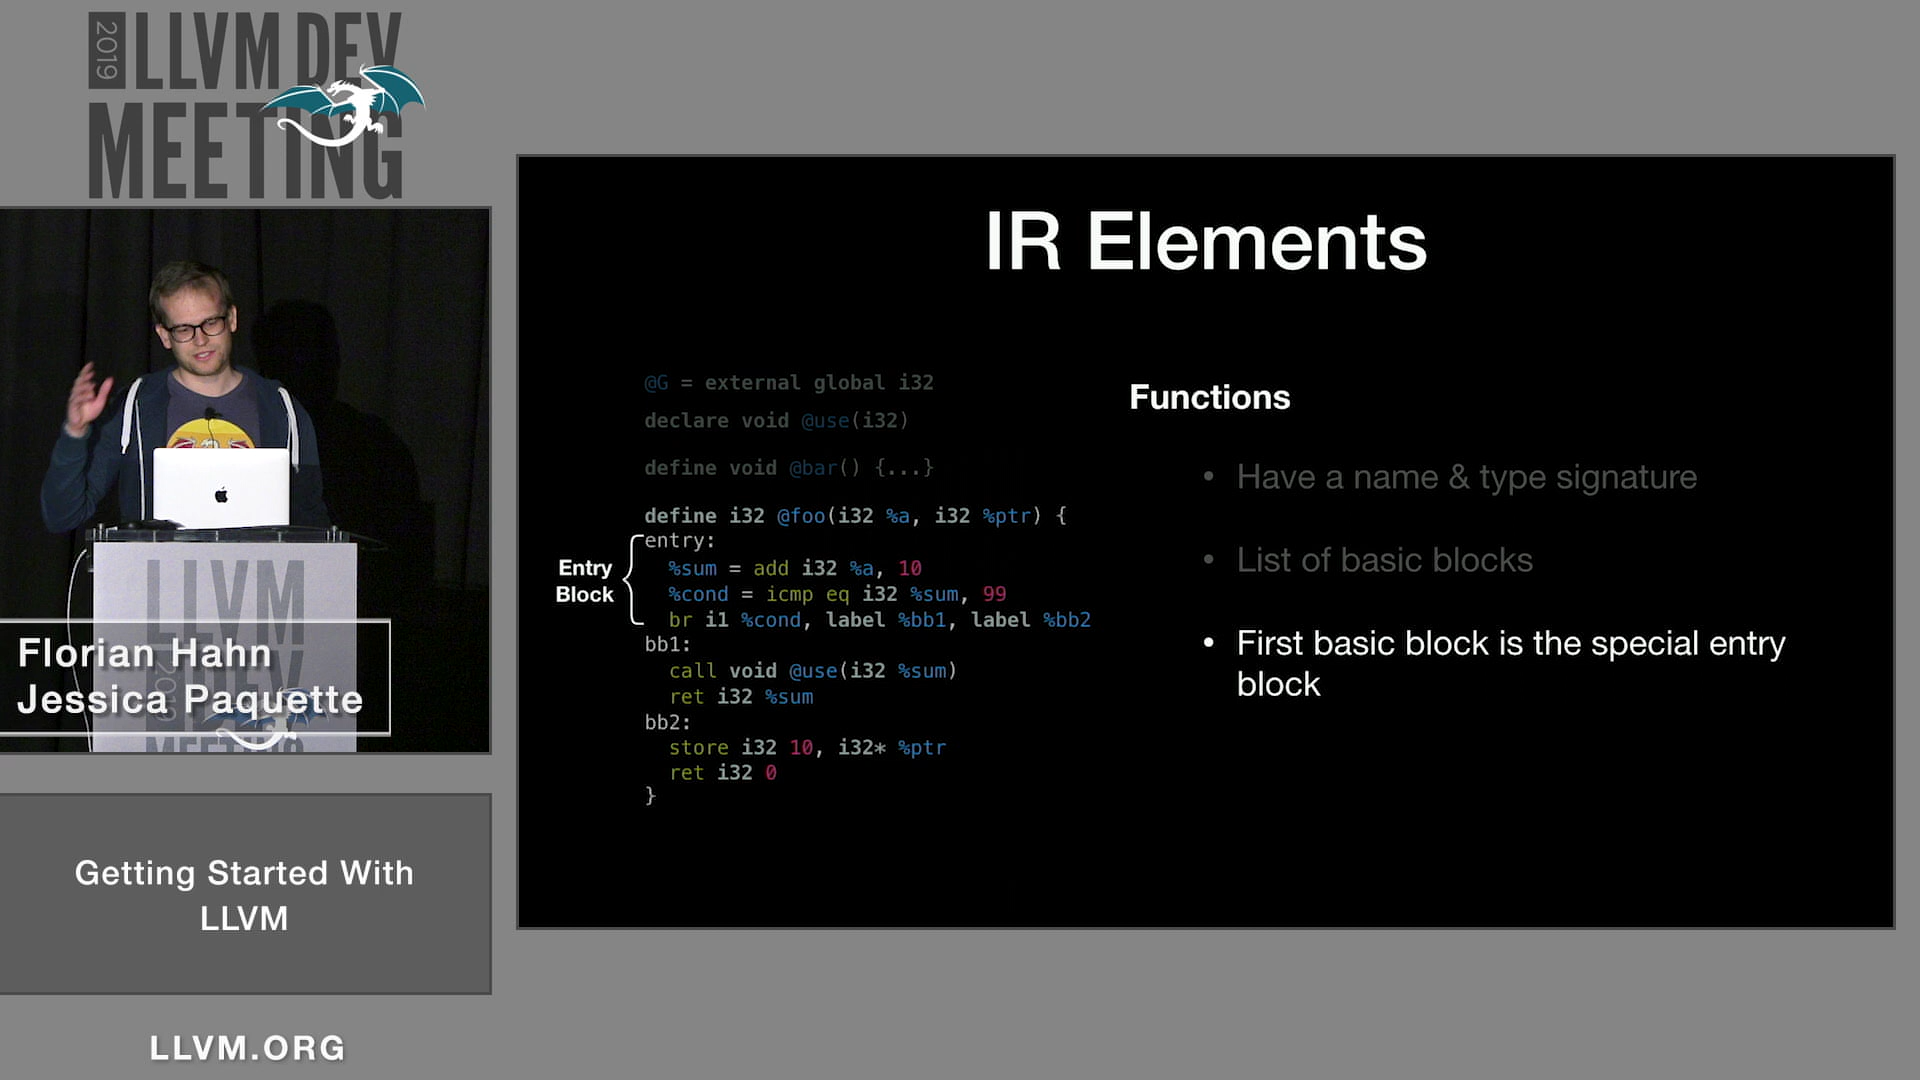 2019
LLVM DEV
MEETING
LLVM
DEV
2019
MEETING
Florian Hahn
Jessica Paquette
Getting Started With
LLVM
LLVM.ORG
IR Elements
@G = external global i32
declare void @use(i32)
define void @bar() {...}
define i32 @foo(i32 %a, i32 %ptr) {
entry:
Entry
Block
%sum = add i32 %a, 10
%cond = icmp eq i32 %sum, 99
br i1 %cond, label %bb1, label %bb2
bb1:
call void @use(i32 %sum)
ret i32 %sum
bb2:
store i32 10, i32* %ptr
ret i32 0
}
Functions
• Have a name & type signature
• List of basic blocks
• First basic block is the special entry
block